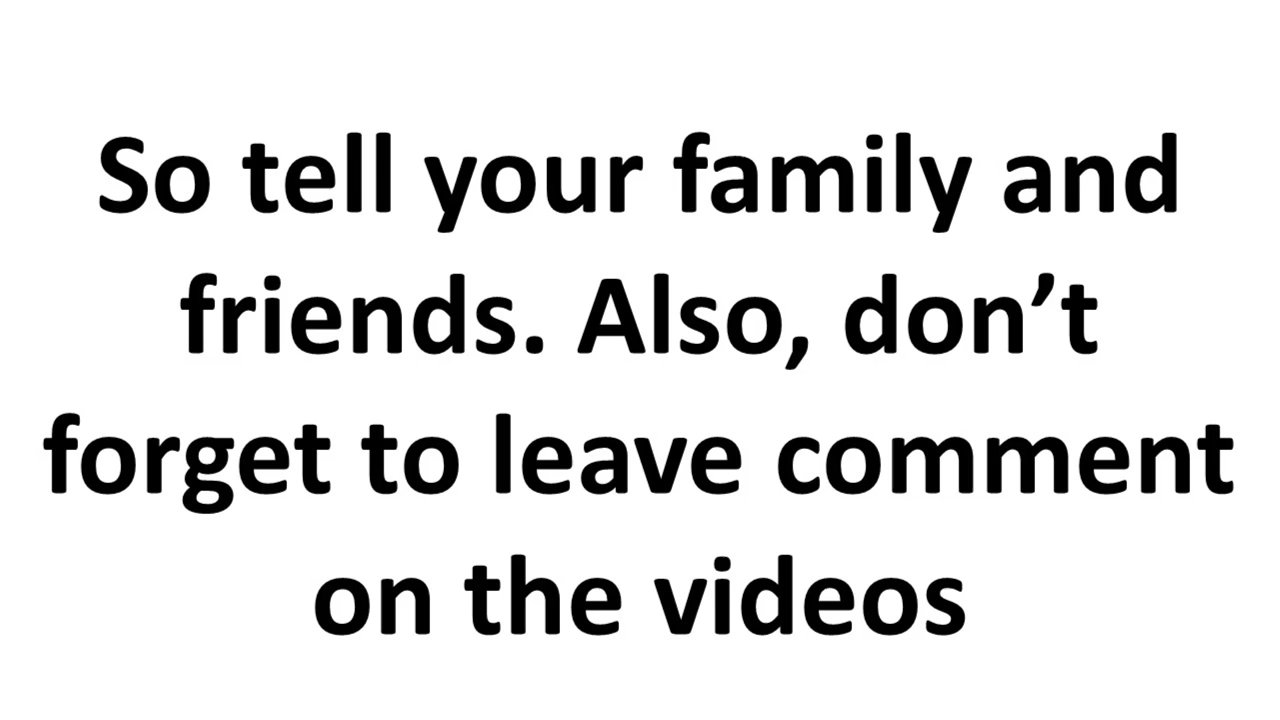 So tell your family and
friends. Also, don’t
forget to leave comment
on the videos